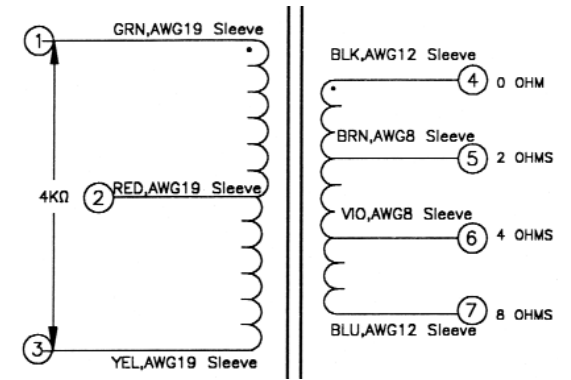 1
GRN,AWG19 Sleeve
BLK,AWG12 Sleeve
4
0 OHM
BRN,AWG8 Sleeve
5
2 OHMS
4KΩ
2
RED,AWG19 Sleeve
VIO,AWG8 Sleeve
6
4 OHMS
7
8 OHMS
BLU,AWG12 Sleeve
3
YEL,AWG19 Sleeve